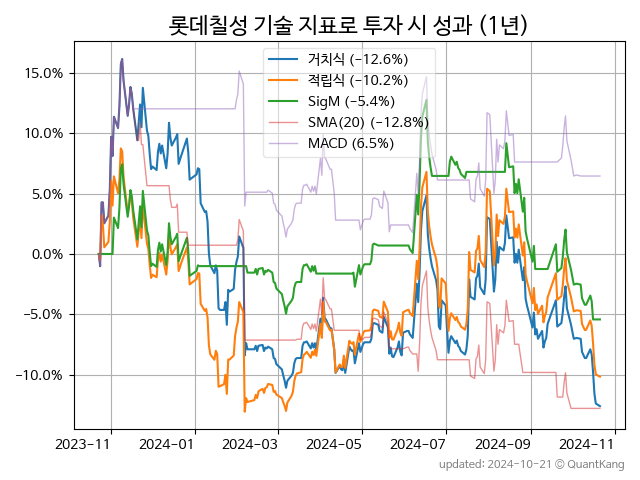 롯데칠성 기술 지표로 투자 시 성과 (1년)
거치식 (−12.6%)
적립식 (−10.2%)
SigM (−5.4%)
SMA(20) (−12.8%)
MACD (6.5%)
15.0%
10.0%
5.0%
0.0%
−5.0%
−10.0%
2023-11 2024-01 2024-03 2024-05 2024-07 2024-09 2024-11
updated: 2024-10-21 © QuantKang